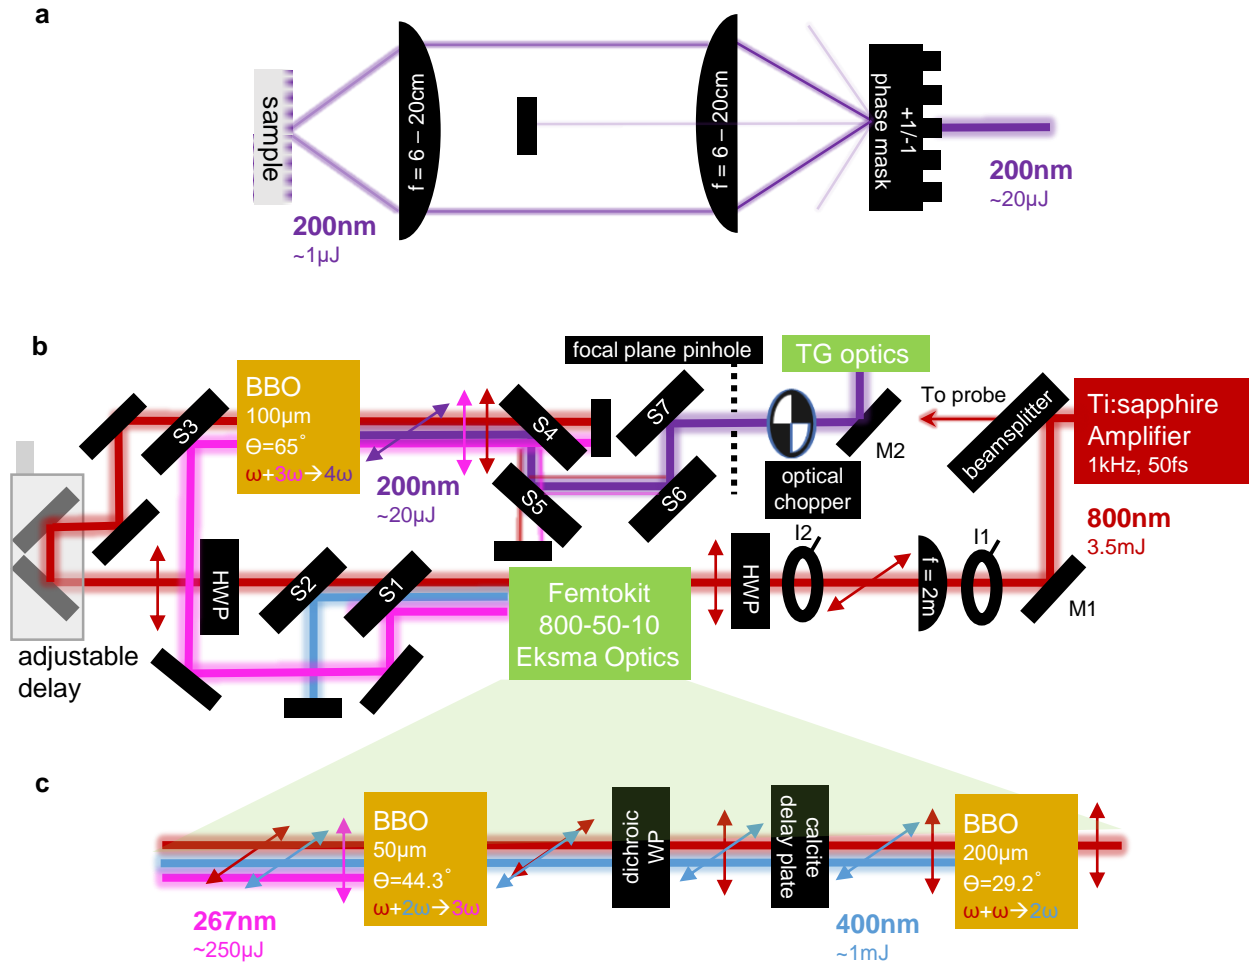 a
sample
f = 6 – 20cm
f = 6 – 20cm
+1/-1
phase mask
200nm
~1µJ
200nm
~20µJ
b
focal plane pinhole
TG optics
To probe
beamsplitter
Ti:sapphire
Amplifier
1kHz, 50fs
800nm
3.5mJ
S3
BBO
100µm
ϴ=65°
ω+3ω→4ω
200nm
~20µJ
S4
S5
S7
S6
optical
chopper
M2
adjustable
delay
HWP
S2
S1
Femtokit
800-50-10
Eksma Optics
HWP
I2
f = 2m
I1
M1
c
267nm
~250µJ
BBO
50µm
ϴ=44.3°
ω+2ω→3ω
dichroic
WP
calcite
delay plate
400nm
~1mJ
BBO
200µm
ϴ=29.2°
ω+ω→2ω